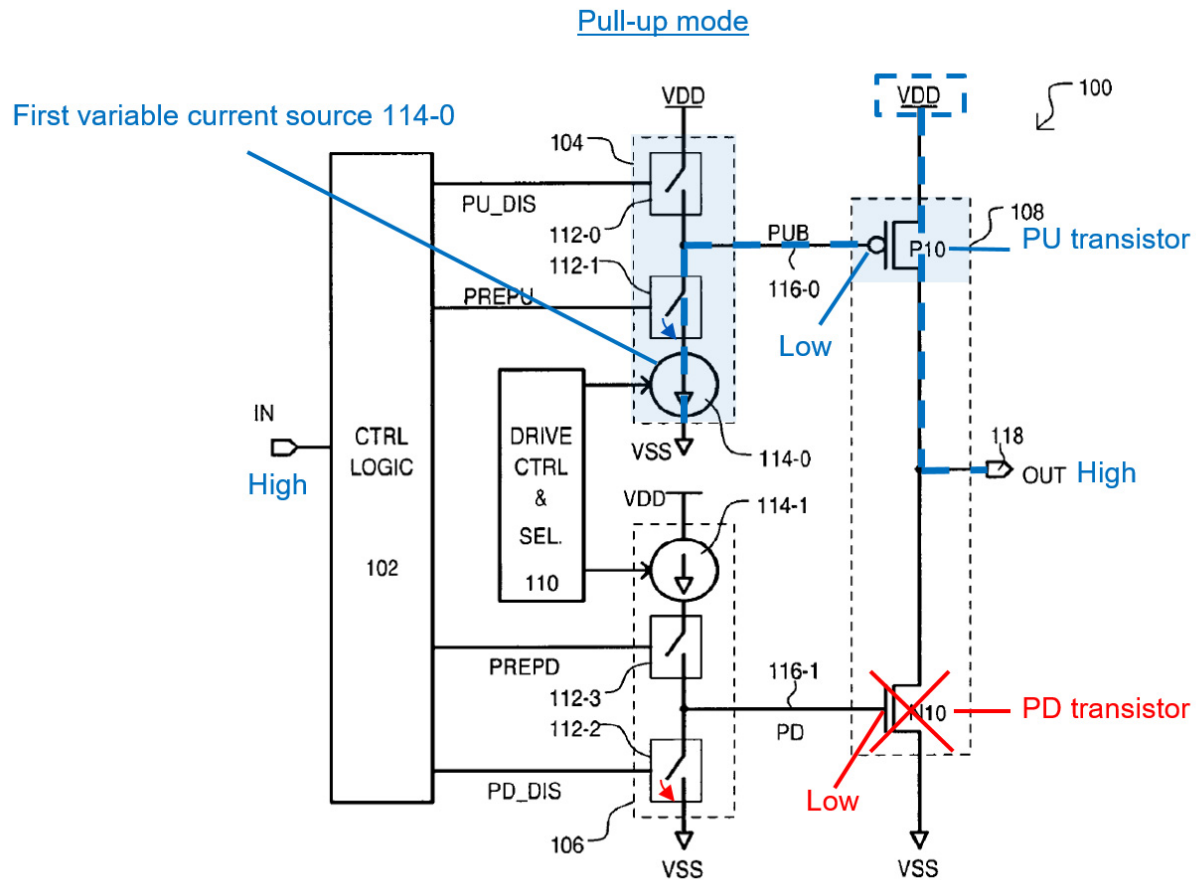 Pull-up mode
First variable current source 114-0
VDD
VDD
100
104
PU_DIS
112-0
108
PUB
P10
PU transistor
112-1
116-0
PREPU
Low
IN
High
CTRL
LOGIC
102
DRIVE
CTRL
&
SEL.
110
VSS
114-0
118
OUT
High
VDD
114-1
PREPD
112-3
116-1
PD
N10
PD transistor
112-2
PD_DIS
Low
106
VSS
VSS